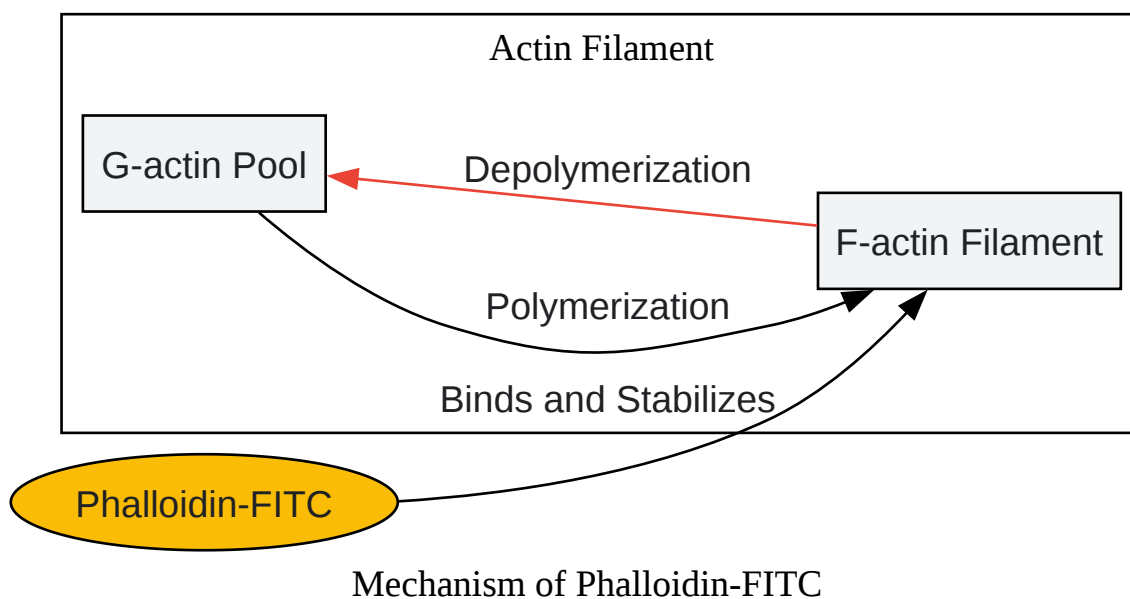 Actin Filament
G-actin Pool
Depolymerization
F-actin Filament
Polymerization
Binds and Stabilizes
Phalloidin-FITC
Mechanism of Phalloidin-FITC